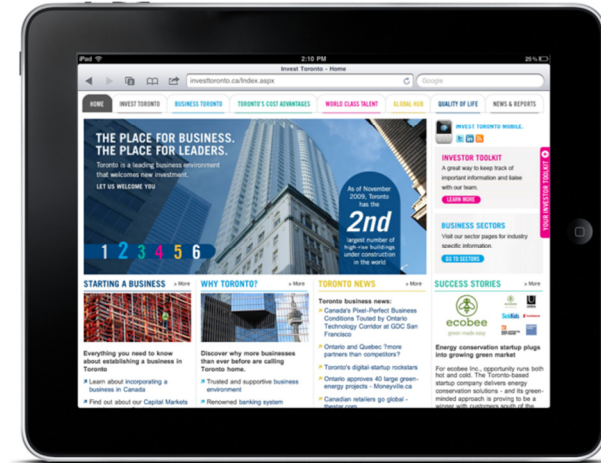 iPad
2:10 PM
Invest Toronto - Home
investtoronto.ca/index.aspx
Google
HOME
INVEST TORONTO
BUSINESS TORONTO
TORONTO'S COST ADVANTAGES
WORLD CLASS TALENT
GLOBAL HUB
QUALITY OF LIFE
NEWS & REPORTS
THE PLACE FOR BUSINESS.
THE PLACE FOR LEADERS.
Toronto is a leading business environment
that welcomes new investment.
LET US WELCOME YOU
As of November
2009, Toronto
has the
2nd
largest number of
high-rise buildings
under construction
in the world
1 2 3 4 5 6
INVEST TORONTO MOBILE.
INVESTOR TOOLKIT
A great way to keep track of
important information and liaise
with our team.
LEARN MORE
YOUR INVESTOR TOOLKIT
BUSINESS SECTORS
Visit our sector pages for industry
specific information.
GO TO SECTORS
STARTING A BUSINESS
» More
Everything you need to know
about establishing a business in
Toronto
Learn about incorporating a
business in Canada
Find out about our Capital Markets
WHY TORONTO?
» More
Discover why more businesses
than ever before are calling
Toronto home.
Trusted and supportive business
environment
Renowned banking system
TORONTO NEWS
» More
Toronto business news:
Canada's Pixel-Perfect Business
Conditions Touted by Ontario
Technology Corridor at GDC San
Francisco
Ontario and Quebec ?more
partners than competitors?
Toronto's digital startup rockstars
Ontario approves 40 large green-
energy projects - Moneyville.ca
Canadian retailers go global -
thestar.com
SUCCESS STORIES
» More
ecobee
green made easy
SickKids
Energy conservation startup plugs
into growing green market
For ecobee Inc., opportunity runs both
hot and cold. The Toronto-based
startup company delivers energy
conservation solutions - and its green-
minded approach is proving to be a
winner with customers south of the